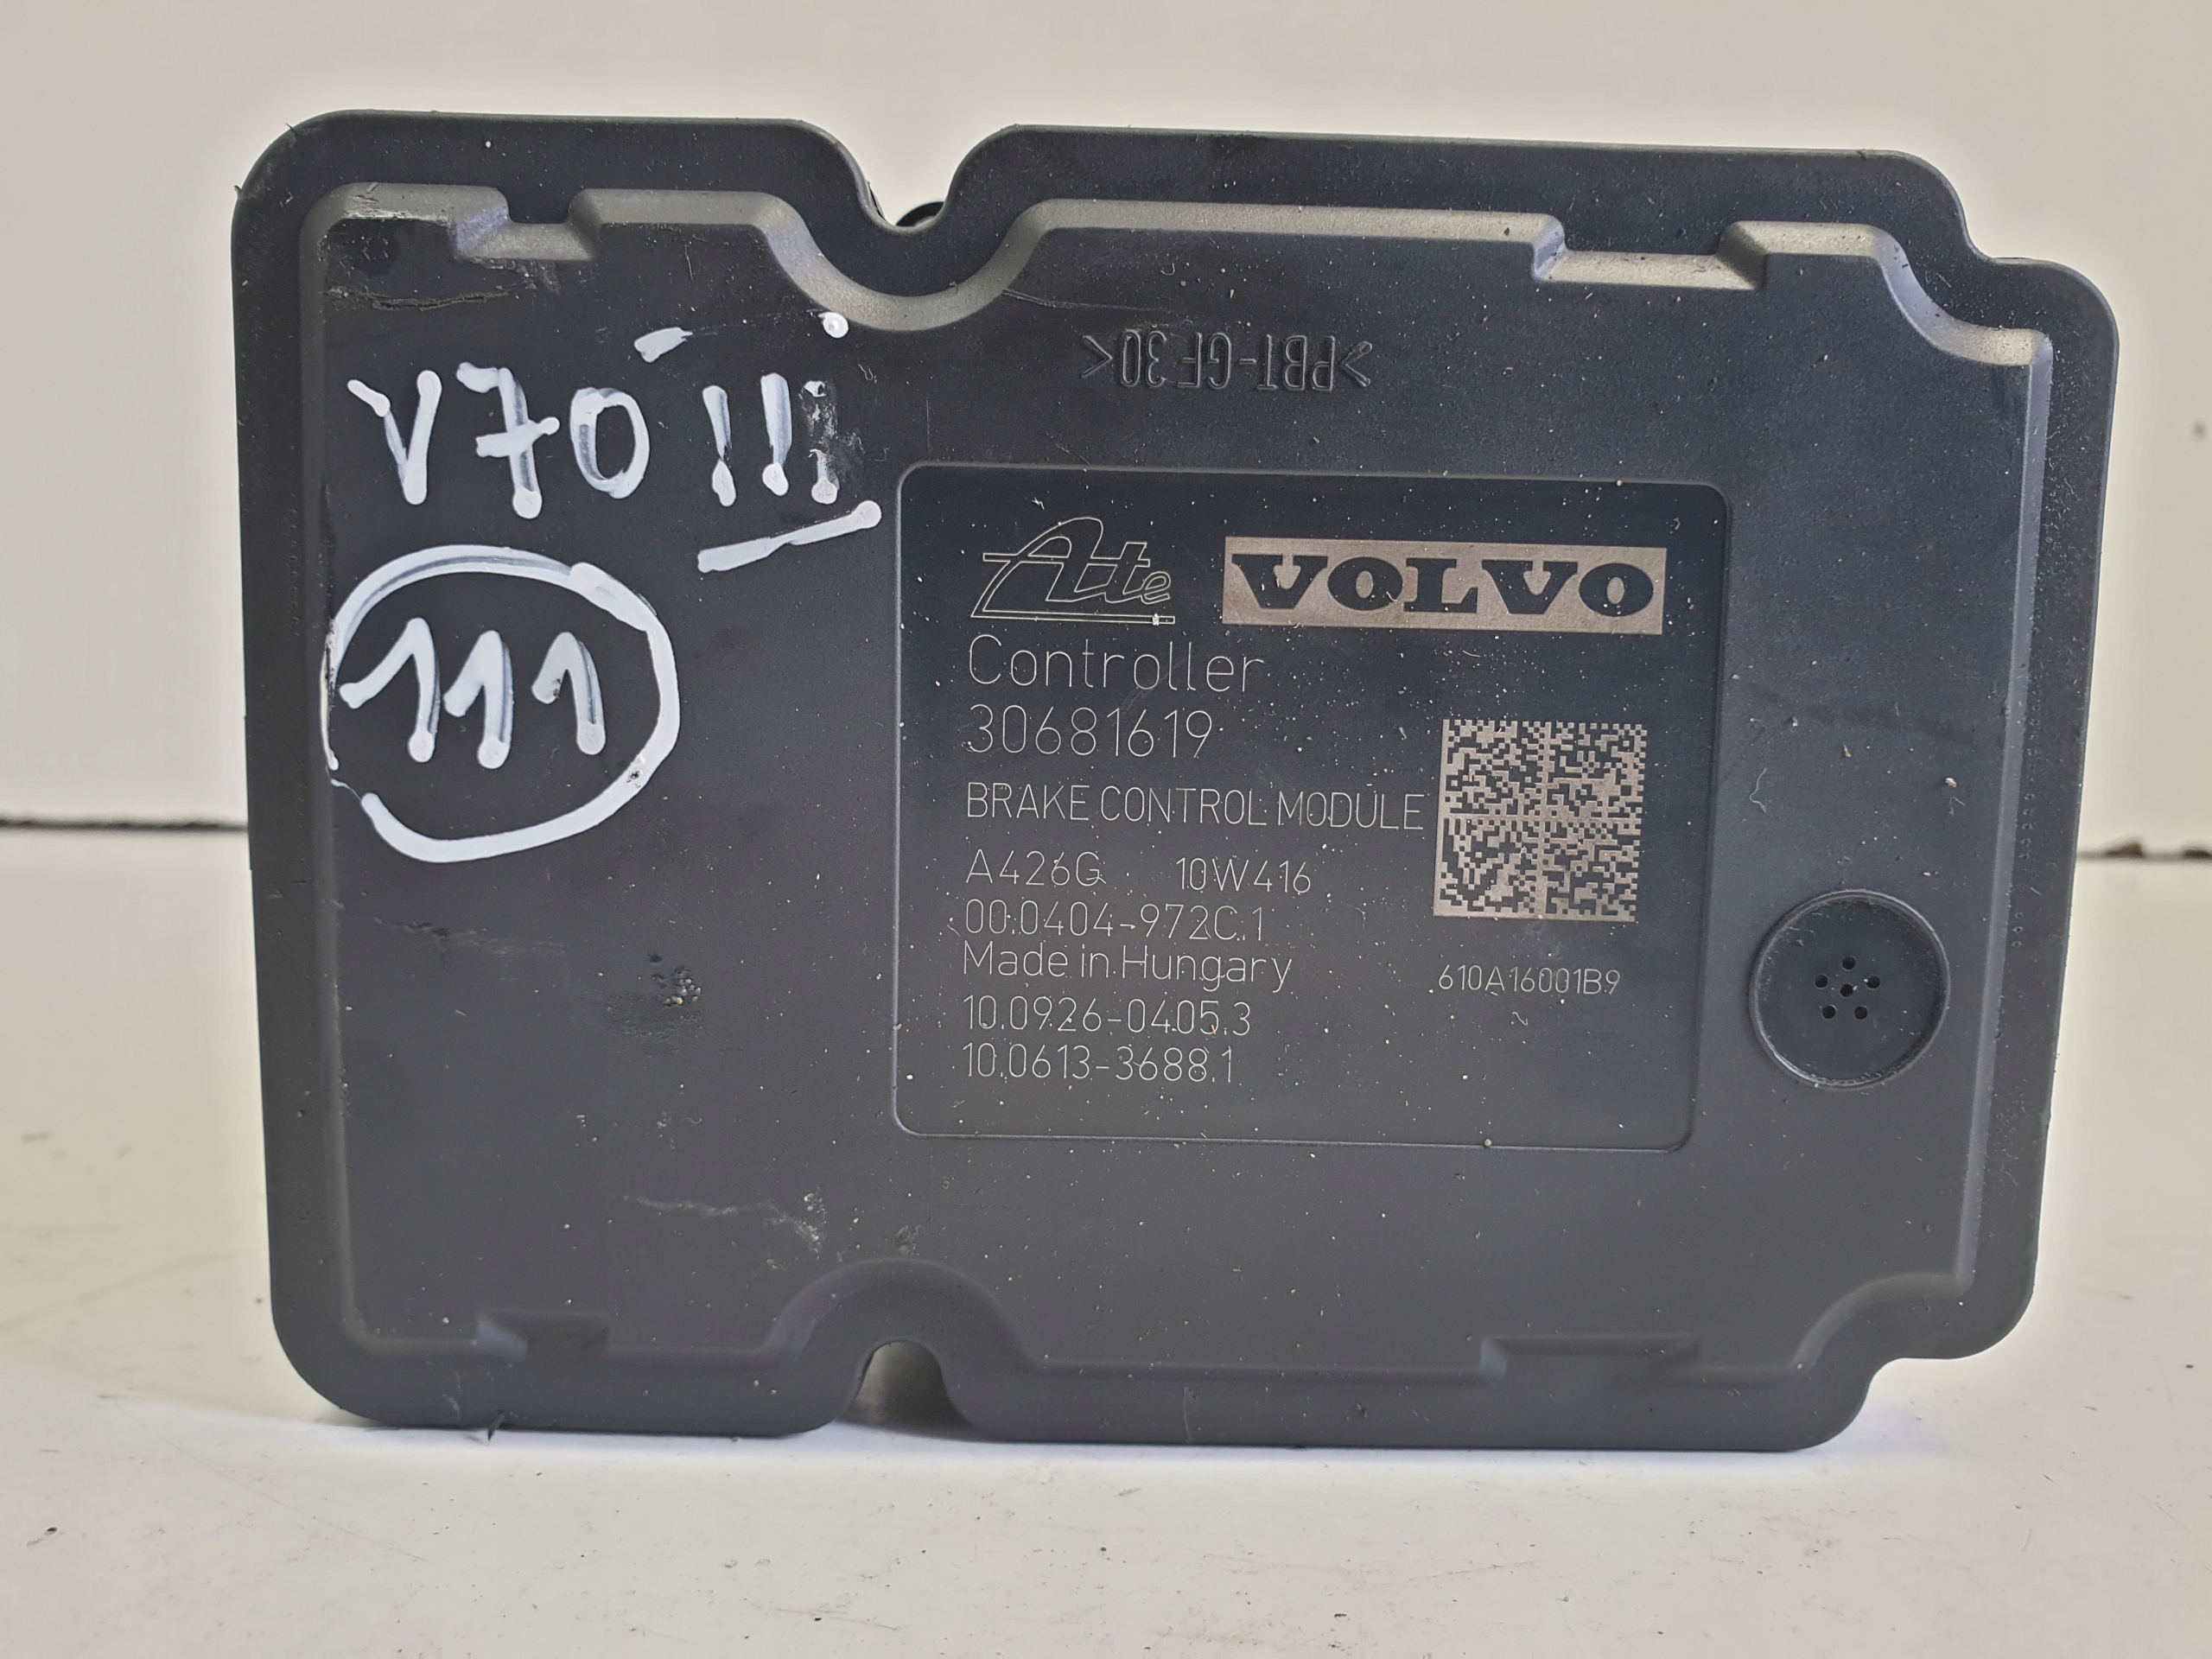 >PBT-GF30<
V70 !!!
111
Ate VOLVO
Controller
30681619
BRAKE CONTROL MODULE
A426G 10W416
00.0404-972C.1
Made in Hungary
610A16001B9
10.0926-0405.3
10.0613-3688.1